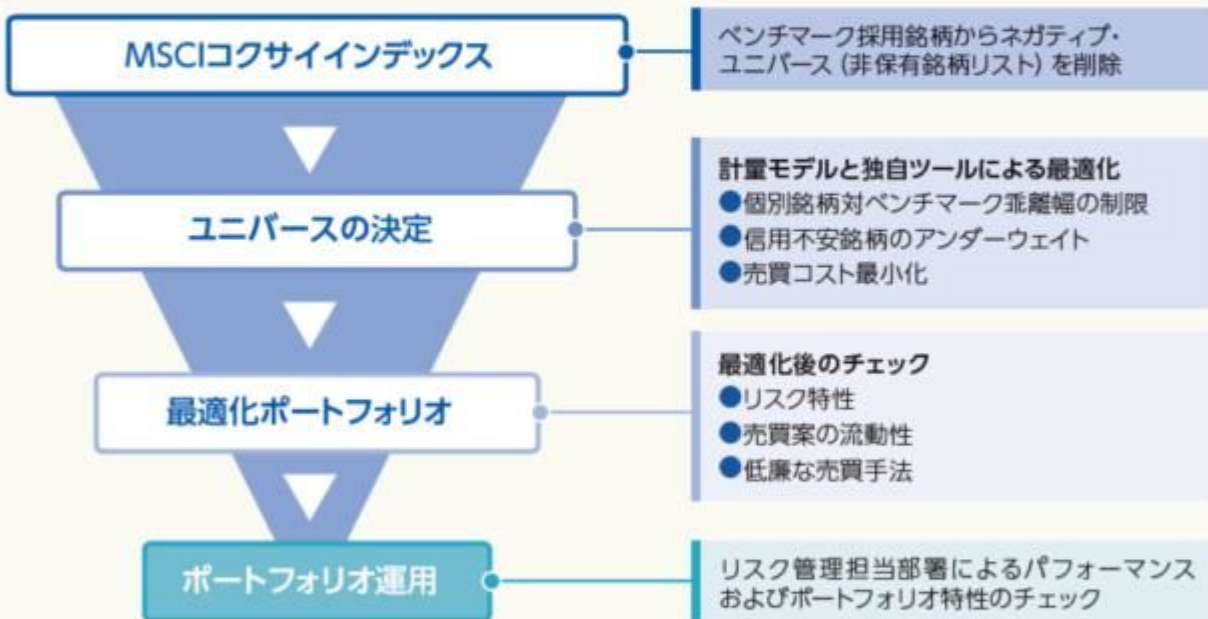 MSCIコクサイインデックス
ベンチマーク採用銘柄からネガティブ・
ユニバース(非保有銘柄リスト)を削除
ユニバースの決定
計量モデルと独自ツールによる最適化
●個別銘柄対ベンチマーク乖離幅の制限
●信用不安銘柄のアンダーウェイト
●売買コスト最小化
最適化ポートフォリオ
最適化後のチェック
●リスク特性
●売買案の流動性
●低廉な売買手法
ポートフォリオ運用
リスク管理担当部署によるパフォーマンス
およびポートフォリオ特性のチェック